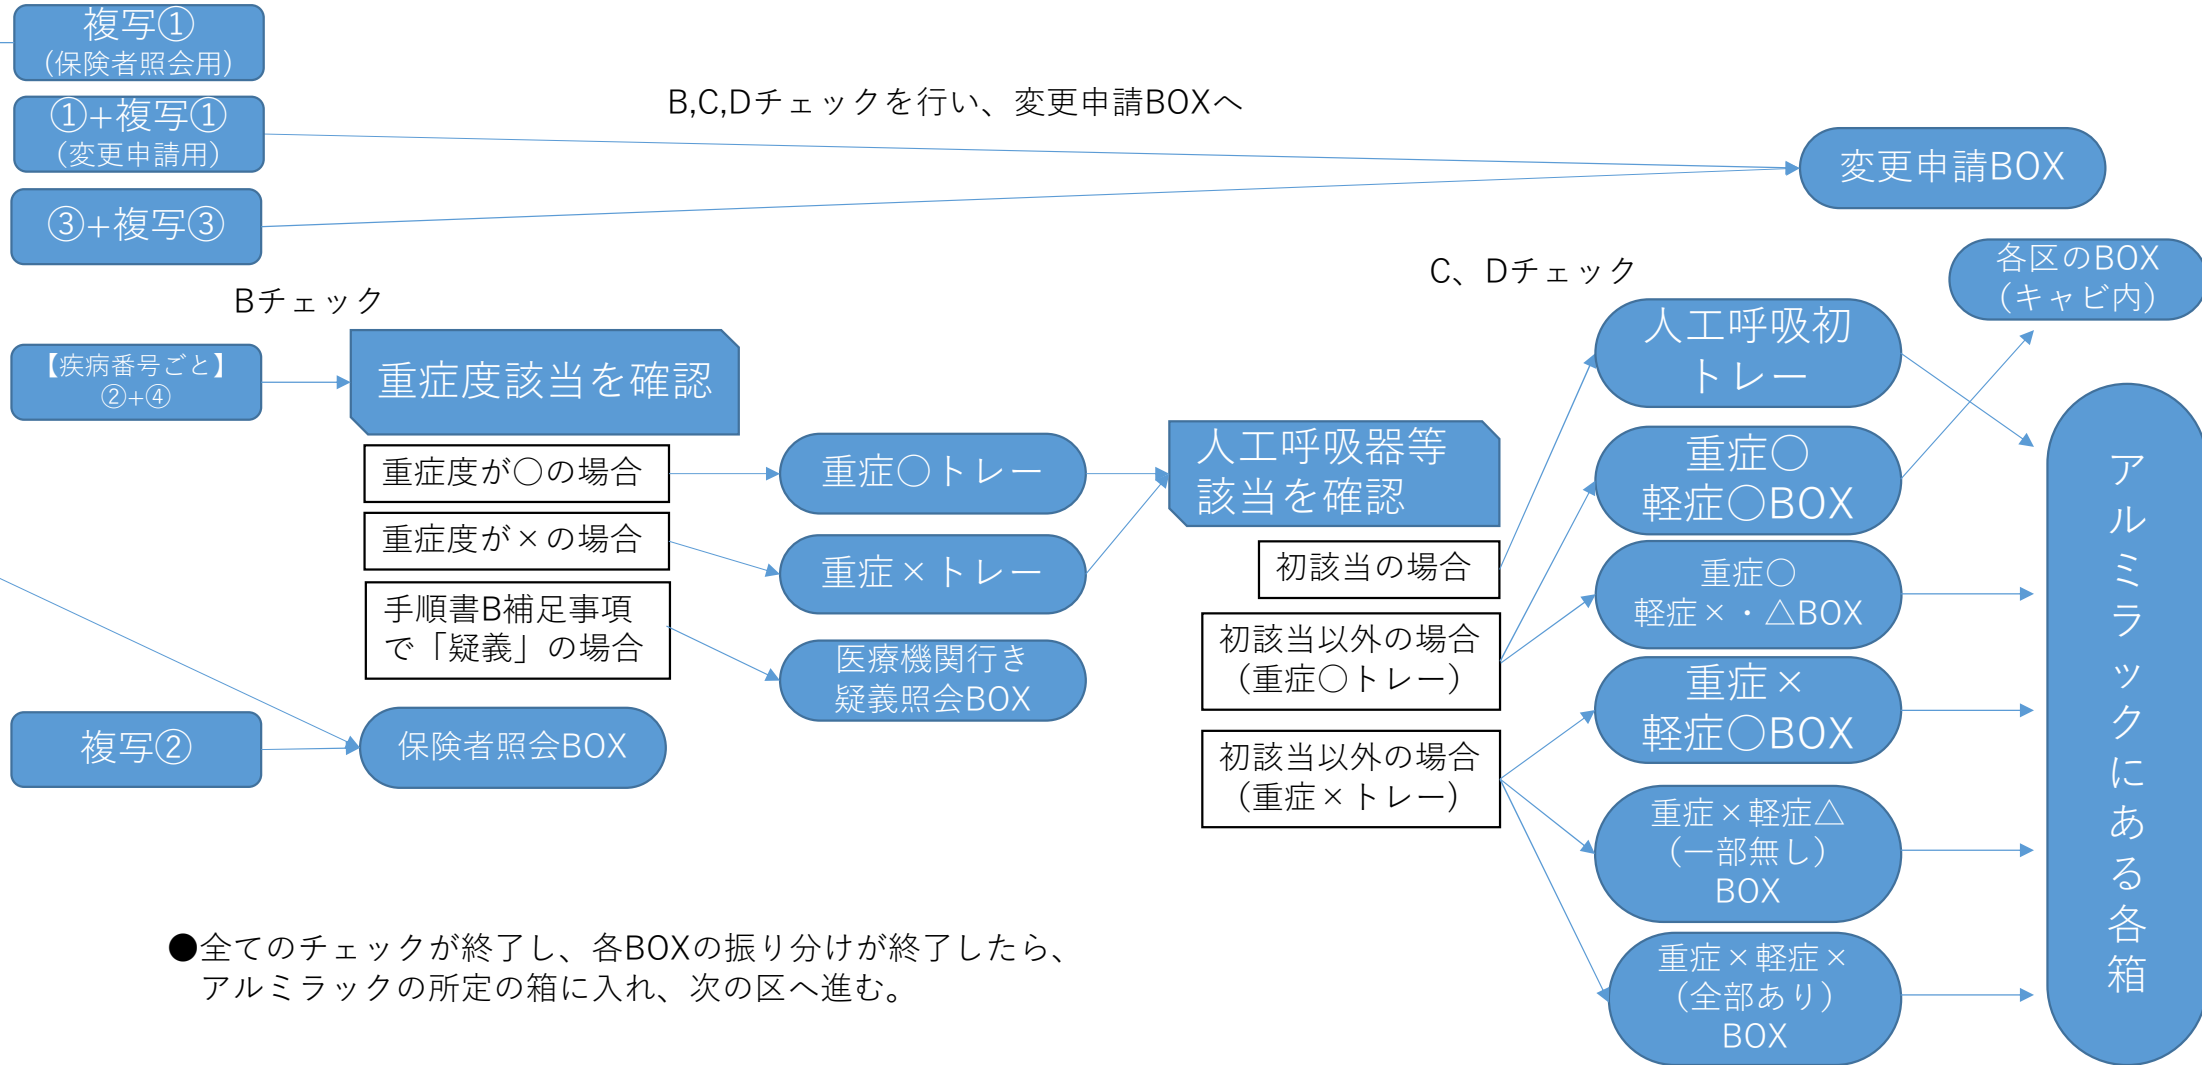 複写①
（保険者照会用）
①+複写①
（変更申請用）
③+複写③
B,C,Dチェックを行い、変更申請BOXへ
変更申請BOX
各区のBOX
（キャビ内）
Bチェック
【疾病番号ごと】
②+④
重症度該当を確認
重症度が○の場合
重症度が×の場合
手順書B補足事項
で「疑義」の場合
重症○トレー
重症×トレー
医療機関行き
疑義照会BOX
複写②
保険者照会BOX
C、Dチェック
人工呼吸器等
該当を確認
初該当の場合
初該当以外の場合
（重症○トレー）
初該当以外の場合
（重症×トレー）
人工呼吸初
トレー
重症○
軽症○BOX
重症○
軽症×・△BOX
重症×
軽症○BOX
重症×軽症△
（一部無し）
BOX
重症×軽症×
（全部あり）
BOX
アルミラックにある各箱
●全てのチェックが終了し、各BOXの振り分けが終了したら、
アルミラックの所定の箱に入れ、次の区へ進む。